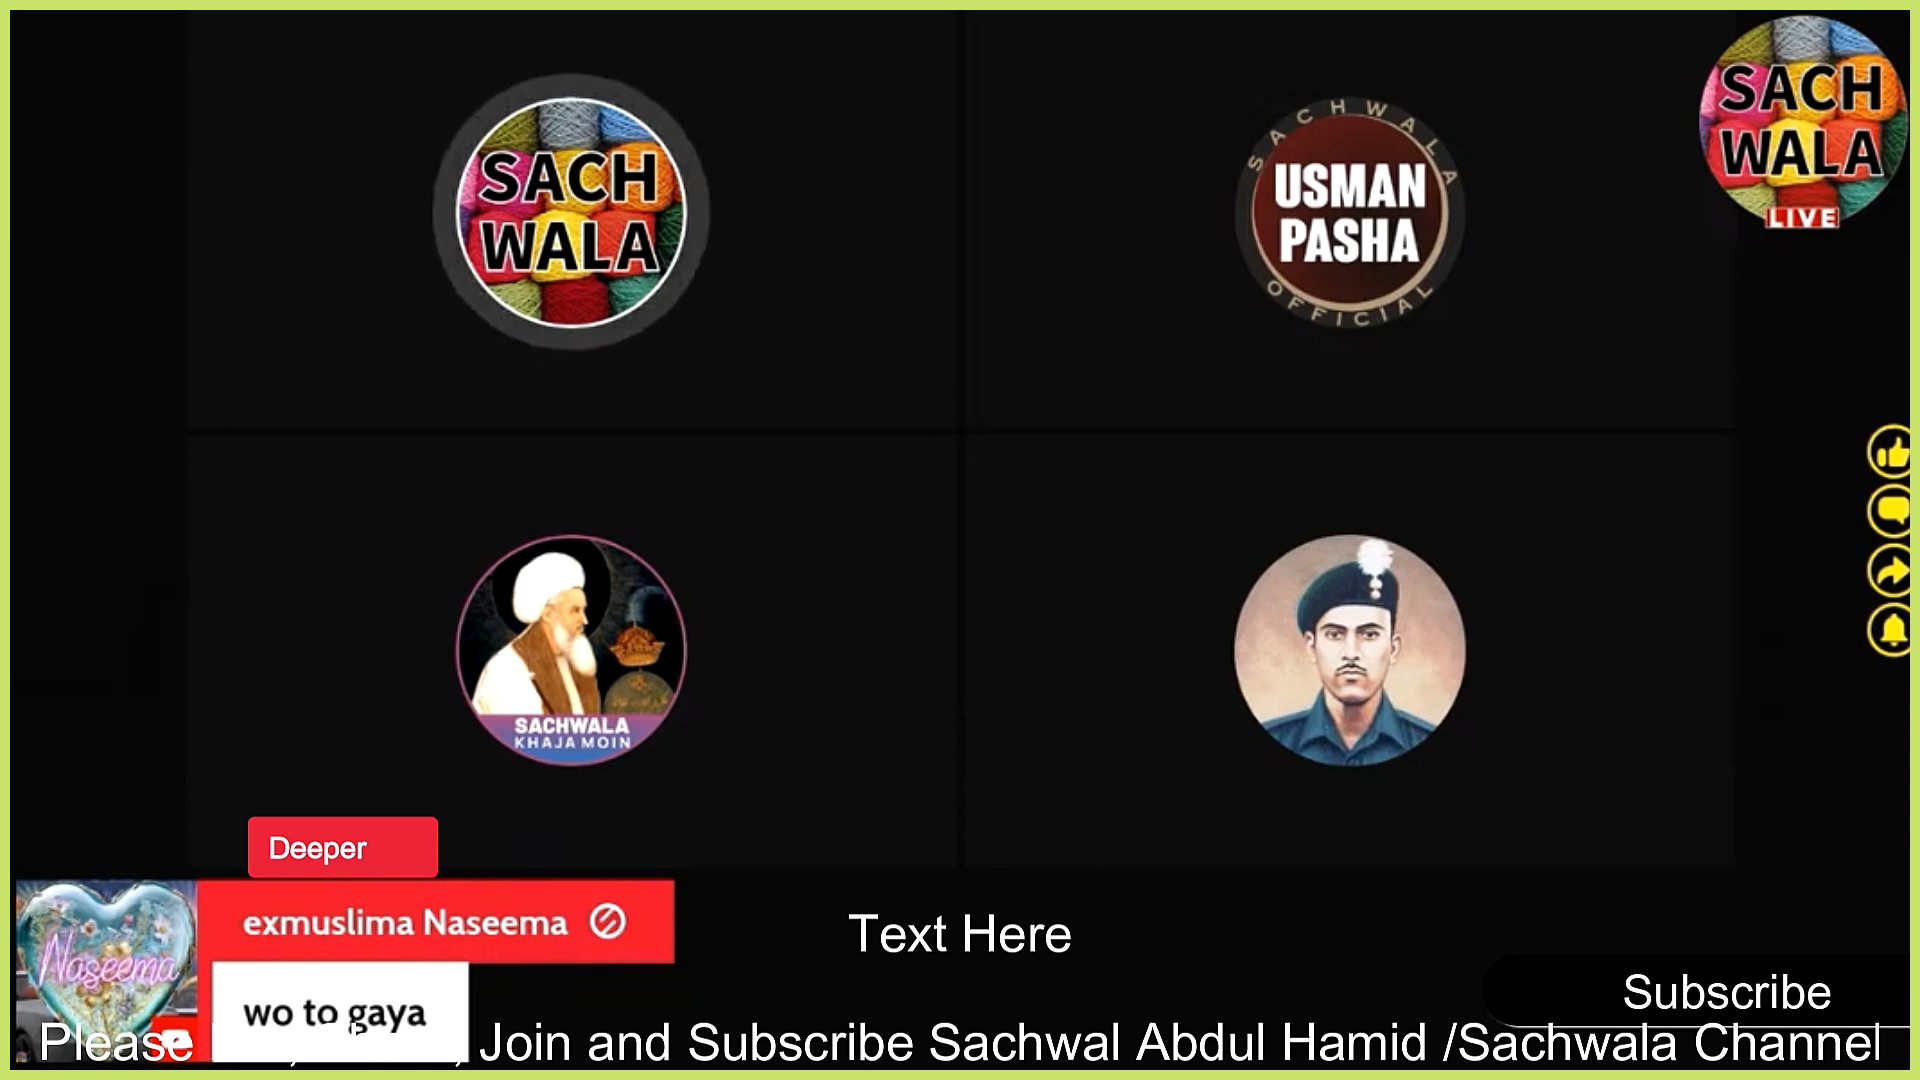 SACH
WALA
SACHWALA
USMAN
PASHA
OFFICIAL
SACH
WALA
LIVE
SACHWALA
KHAJA MOIN
Deeper
exmuslima Naseema
Naseema
wo to gaya
Text Here
Subscribe
Please
Join and Subscribe Sachwal Abdul Hamid /Sachwala Channel